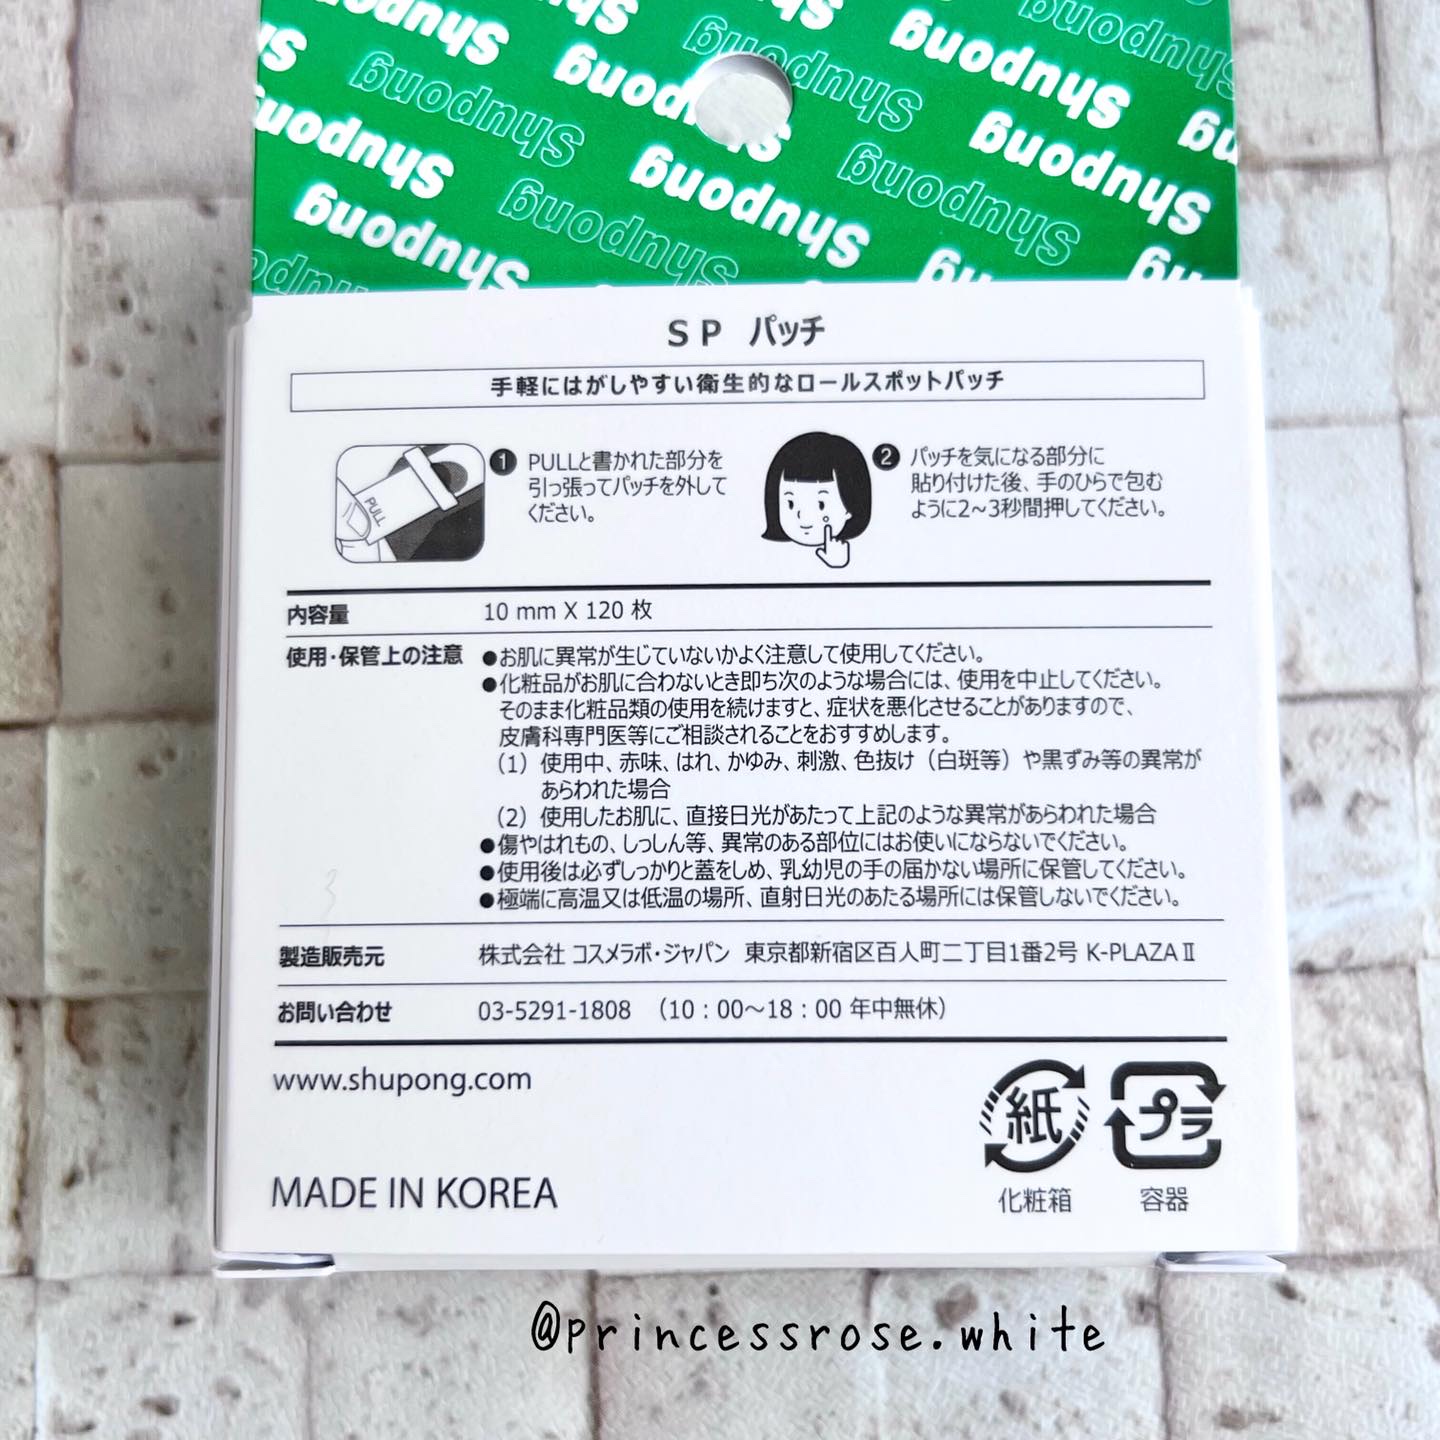 Shupong Shupong Shupong Shupong
Shupong Shupong Shupong Shupong
Shupong Shupong Shupong Shupong
Shupong Shupong
SP パッチ
手軽にはがしやすい衛生的なロールスポットパッチ
PULL
1 PULLと書かれた部分を
引っ張ってパッチを外して
ください。
2 パッチを気になる部分に
貼り付けた後、手のひらで包む
ように2～3秒間押してください。
内容量 10 mm X 120 枚
使用・保管上の注意 ●お肌に異常が生じていないかよく注意して使用してください。
●化粧品がお肌に合わないとき即ち次のような場合には、使用を中止してください。
そのまま化粧品類の使用を続けますと、症状を悪化させることがありますので、
皮膚科専門医等にご相談されることをおすすめします。
（1）使用中、赤味、はれ、かゆみ、刺激、色抜け（白斑等）や黒ずみ等の異常が
あらわれた場合
（2）使用したお肌に、直接日光があたって上記のような異常があらわれた場合
●傷やはれもの、しっしん等、異常のある部位にはお使いにならないでください。
●使用後は必ずしっかりと蓋をしめ、乳幼児の手の届かない場所に保管してください。
●極端に高温又は低温の場所、直射日光のあたる場所には保管しないでください。
製造販売元 株式会社 コスメラボ・ジャパン 東京都新宿区百人町二丁目1番2号 K-PLAZAⅡ
お問い合わせ 03-5291-1808 （10：00～18：00 年中無休）
www.shupong.com
紙 プラ
MADE IN KOREA
化粧箱 容器
@princessrose.white